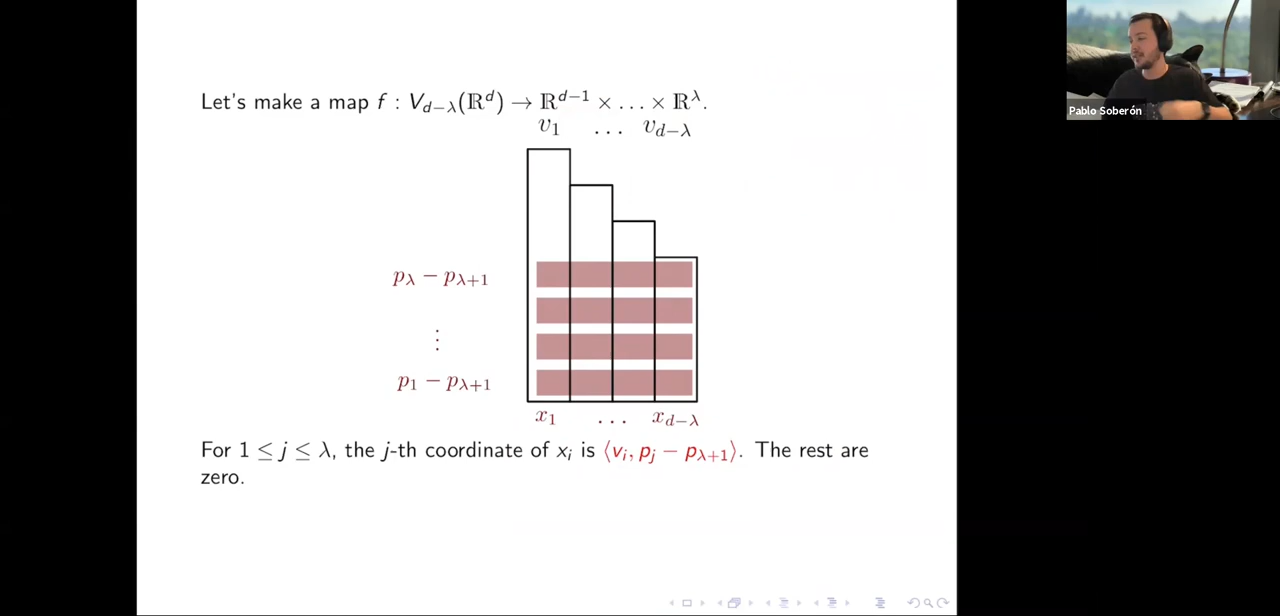 Let's make a map f : V_{d−λ}(ℝ^d) → ℝ^{d−1} × … × ℝ^λ.
v_1 … v_{d−λ}
p_λ − p_{λ+1}
⋮
p_1 − p_{λ+1}
x_1 … x_{d−λ}
For 1 ≤ j ≤ λ, the j-th coordinate of x_i is ⟨v_i, p_j − p_{λ+1}⟩. The rest are
zero.
Pablo Soberón